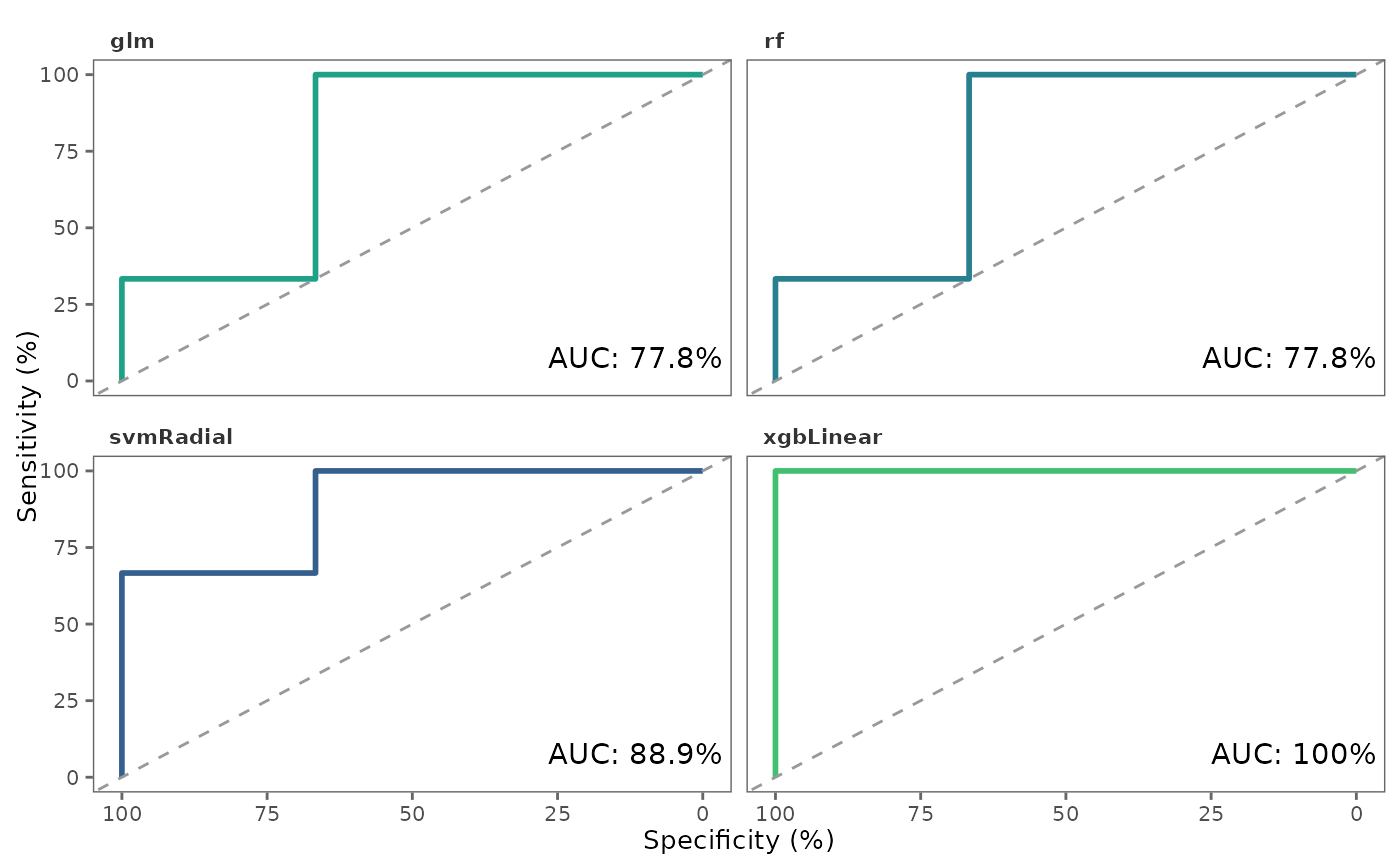 glm
rf
100
75
50
25
0
AUC: 77.8%
AUC: 77.8%
Sensitivity (%)
svmRadial
xgbLinear
100
75
50
25
0
AUC: 88.9%
AUC: 100%
100 75 50 25 0 100 75 50 25 0
Specificity (%)